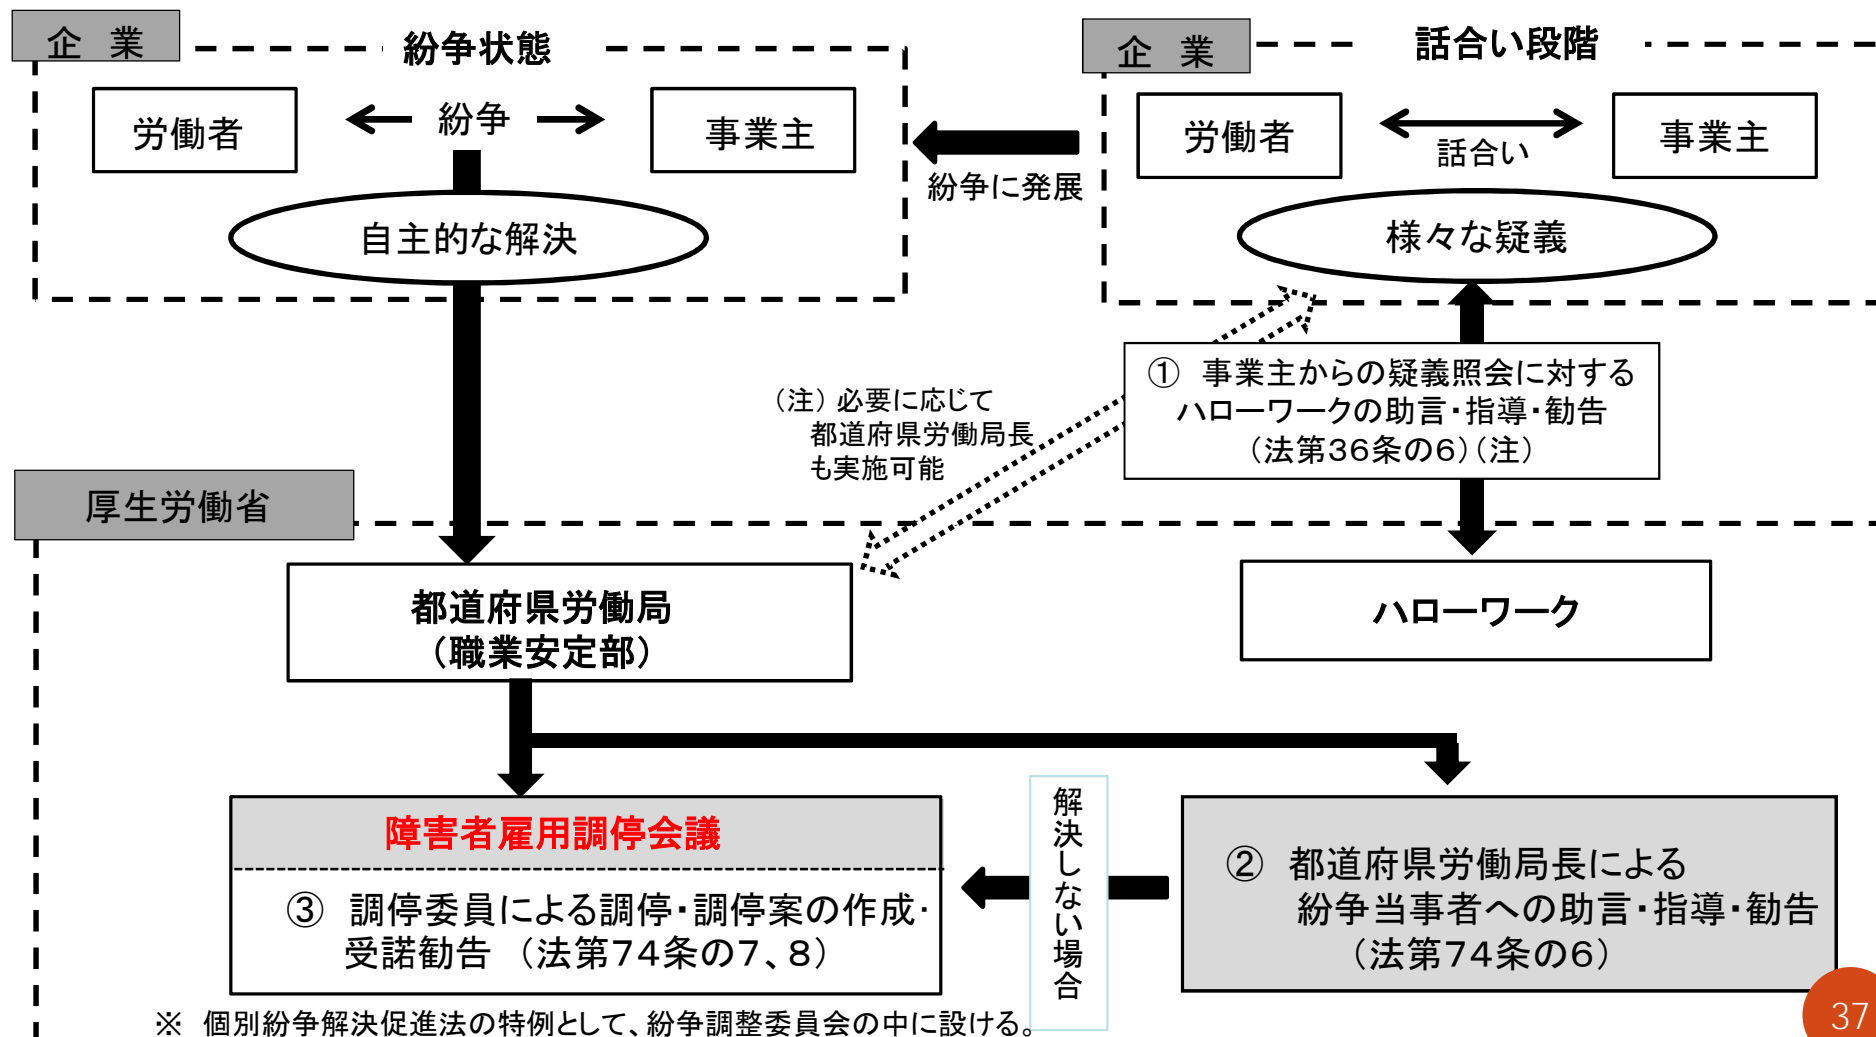 企　業
紛争状態
労働者
紛争
事業主
自主的な解決
紛争に発展
企　業
話合い段階
労働者
話合い
事業主
様々な疑義
①　事業主からの疑義照会に対する
ハローワークの助言・指導・勧告
（法第36条の6）（注）
（注）必要に応じて
都道府県労働局長
も実施可能
厚生労働省
都道府県労働局
（職業安定部）
ハローワーク
障害者雇用調停会議
③　調停委員による調停・調停案の作成・
受諾勧告　（法第74条の7、8）
解決しない場合
②　都道府県労働局長による
紛争当事者への助言・指導・勧告
（法第74条の6）
※　個別紛争解決促進法の特例として、紛争調整委員会の中に設ける。
37